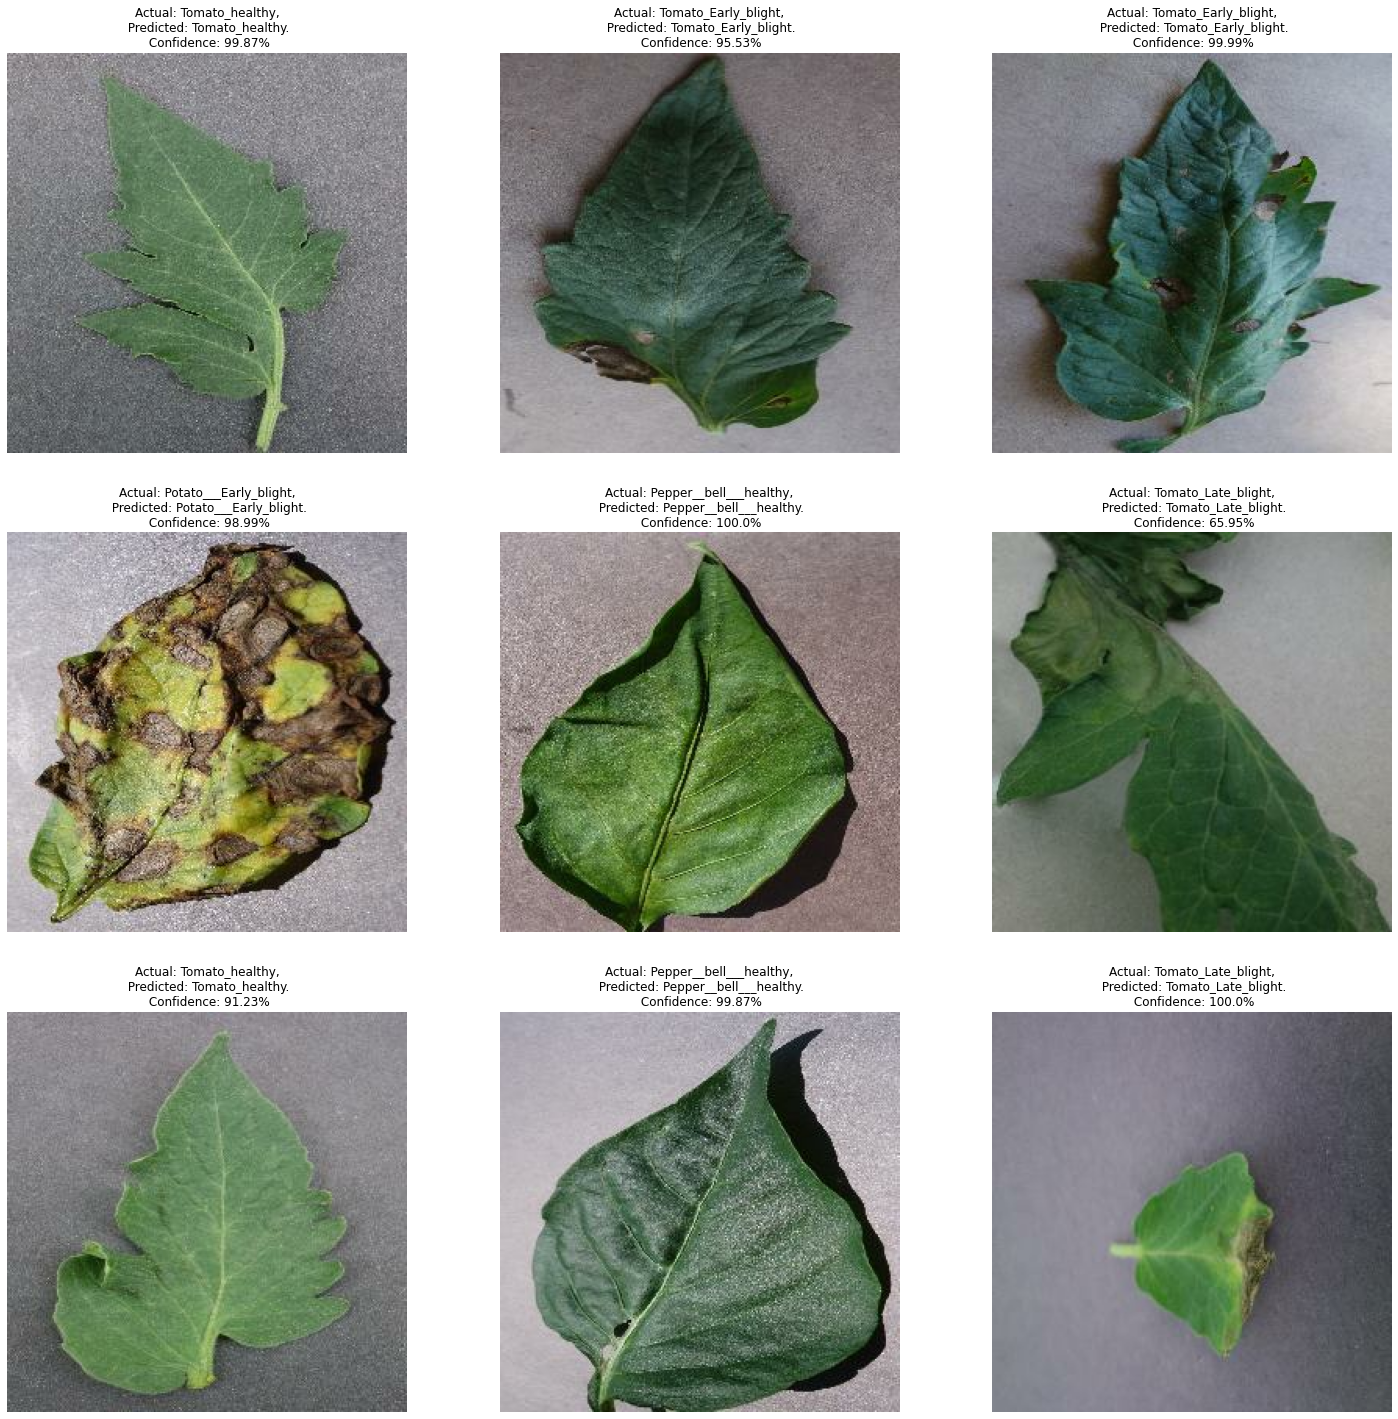 Actual: Tomato_healthy,
Predicted: Tomato_healthy.
Confidence: 99.87%
Actual: Tomato_Early_blight,
Predicted: Tomato_Early_blight.
Confidence: 95.53%
Actual: Tomato_Early_blight,
Predicted: Tomato_Early_blight.
Confidence: 99.99%
Actual: Potato___Early_blight,
Predicted: Potato___Early_blight.
Confidence: 98.99%
Actual: Pepper__bell___healthy,
Predicted: Pepper__bell___healthy.
Confidence: 100.0%
Actual: Tomato_Late_blight,
Predicted: Tomato_Late_blight.
Confidence: 65.95%
Actual: Tomato_healthy,
Predicted: Tomato_healthy.
Confidence: 91.23%
Actual: Pepper__bell___healthy,
Predicted: Pepper__bell___healthy.
Confidence: 99.87%
Actual: Tomato_Late_blight,
Predicted: Tomato_Late_blight.
Confidence: 100.0%